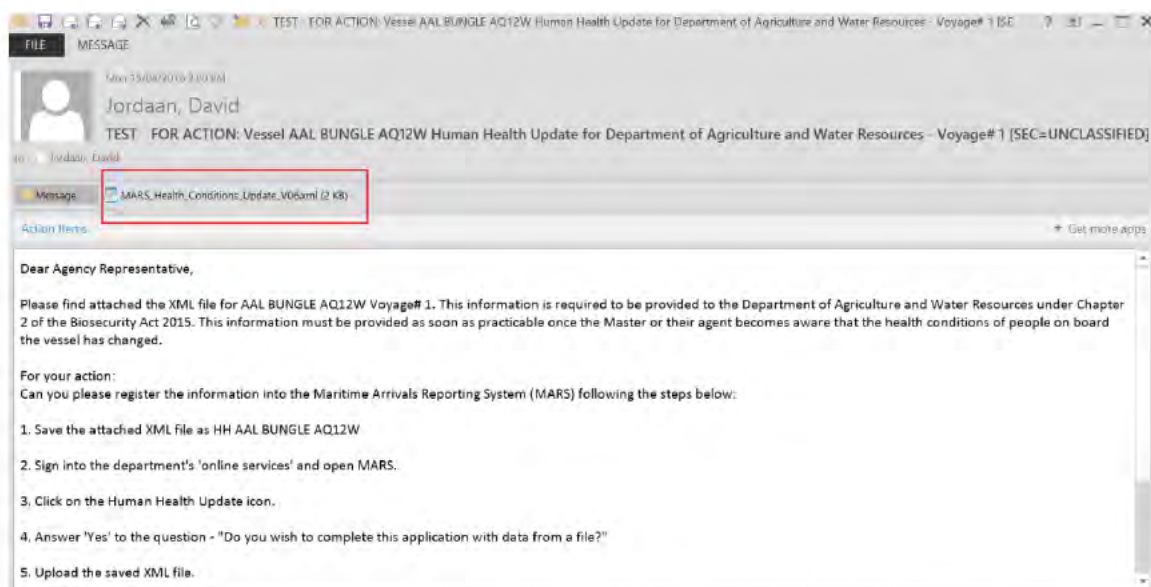 TEST FOR ACTION: Vessel AAL BUNGLE AQ12W Human Health Update for Department of Agriculture and Water Resources - Voyage# 1 [SE
FILE MESSAGE
Jordaan, David
TEST FOR ACTION: Vessel AAL BUNGLE AQ12W Human Health Update for Department of Agriculture and Water Resources - Voyage# 1 [SEC=UNCLASSIFIED]
Jordaan, David
Message MARS_Health_Conditions_Update_V06.xml (2 KB)
Action Items + Get more apps
Dear Agency Representative,
Please find attached the XML file for AAL BUNGLE AQ12W Voyage# 1. This information is required to be provided to the Department of Agriculture and Water Resources under Chapter
2 of the Biosecurity Act 2015. This information must be provided as soon as practicable once the Master or their agent becomes aware that the health conditions of people on board
the vessel has changed.
For your action:
Can you please register the information into the Maritime Arrivals Reporting System (MARS) following the steps below:
1. Save the attached XML file as HH AAL BUNGLE AQ12W
2. Sign into the department's 'online services' and open MARS.
3. Click on the Human Health Update icon.
4. Answer 'Yes' to the question - "Do you wish to complete this application with data from a file?"
5. Upload the saved XML file.